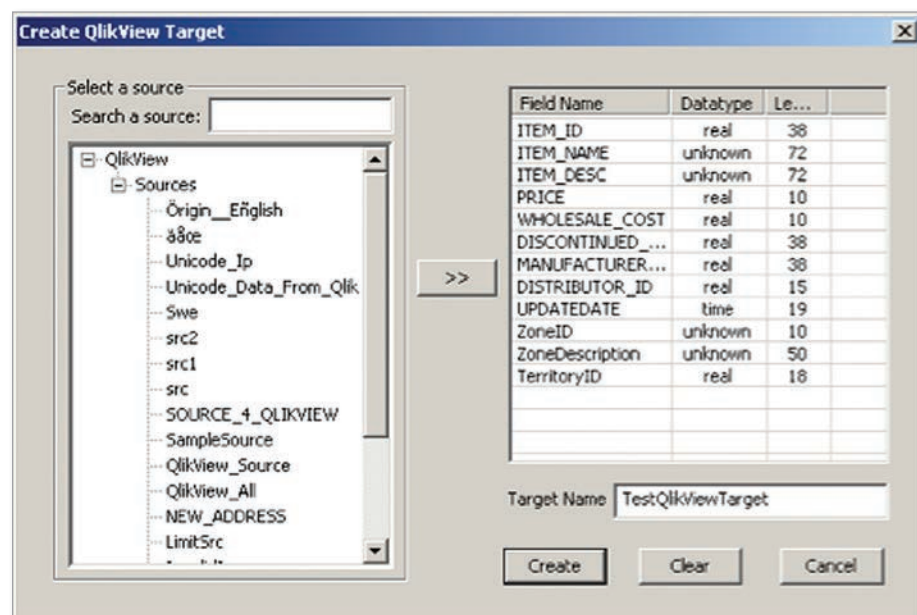 Create QlikView Target
Select a source
Search a source:
QlikView
Sources
Örigin__Eñglish
äåœ
Unicode_Ip
Unicode_Data_From_Qlik
Swe
src2
src1
src
SOURCE_4_QLIKVIEW
SampleSource
QlikView_Source
QlikView_All
NEW_ADDRESS
LimitSrc
>>
Field Name Datatype Le...
ITEM_ID real 38
ITEM_NAME unknown 72
ITEM_DESC unknown 72
PRICE real 10
WHOLESALE_COST real 10
DISCONTINUED_... real 38
MANUFACTURER... real 38
DISTRIBUTOR_ID real 15
UPDATEDATE time 19
ZoneID unknown 10
ZoneDescription unknown 50
TerritoryID real 18
Target Name TestQlikViewTarget
Create Clear Cancel